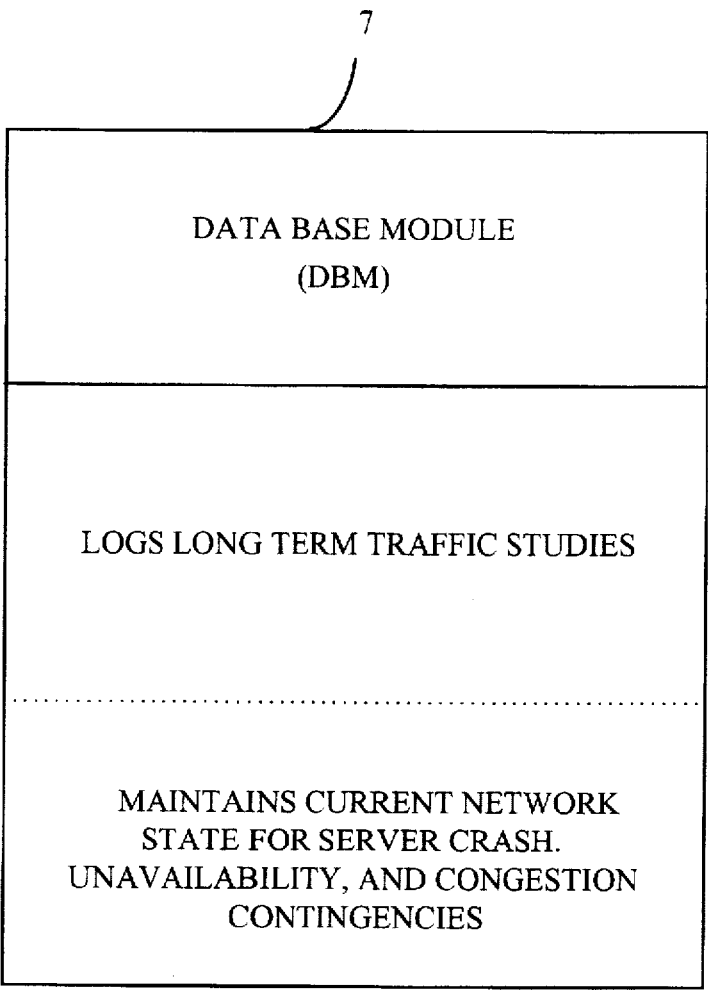 7
DATA BASE MODULE
(DBM)
LOGS LONG TERM TRAFFIC STUDIES
MAINTAINS CURRENT NETWORK
STATE FOR SERVER CRASH.
UNAVAILABILITY, AND CONGESTION
CONTINGENCIES